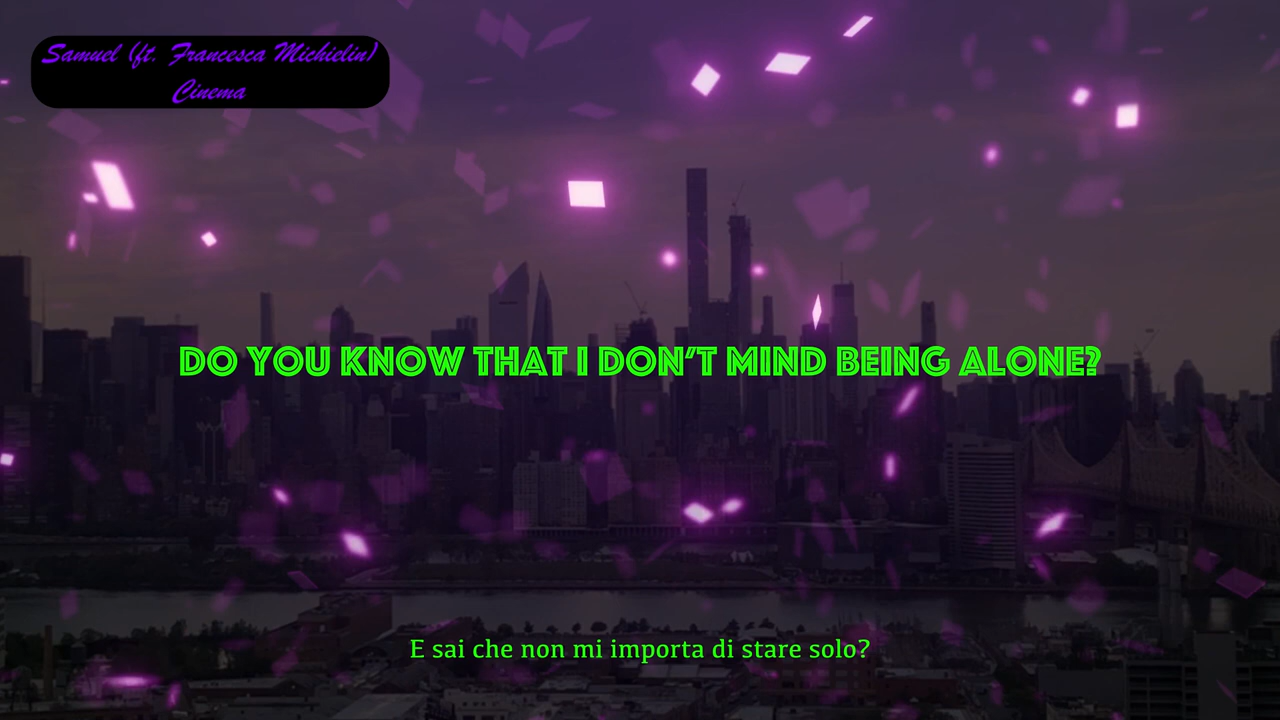 Samuel (ft. Francesca Michielin)
Cinema
DO YOU KNOW THAT I DON'T MIND BEING ALONE?
E sai che non mi importa di stare solo?